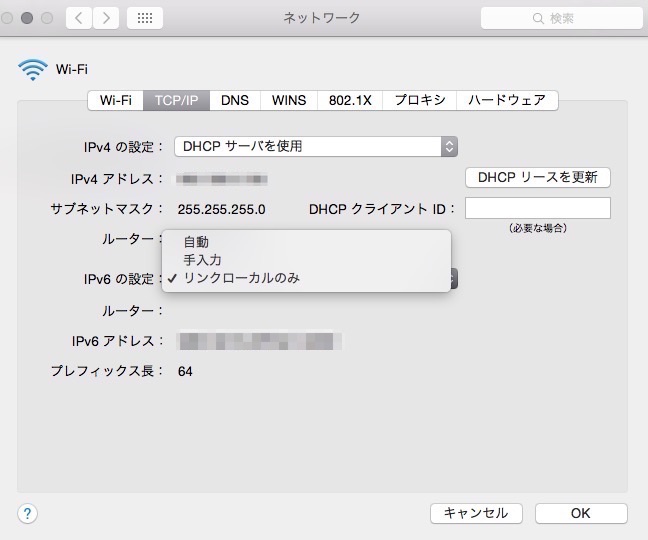 ネットワーク
検索
Wi-Fi
Wi-Fi TCP/IP DNS WINS 802.1X プロキシ ハードウェア
IPv4 の設定： DHCP サーバを使用
IPv4 アドレス： DHCP リースを更新
サブネットマスク： 255.255.255.0 DHCP クライアント ID：
(必要な場合)
ルーター：
自動
手入力
IPv6 の設定： ✓ リンクローカルのみ
ルーター：
IPv6 アドレス：
プレフィックス長： 64
? キャンセル OK